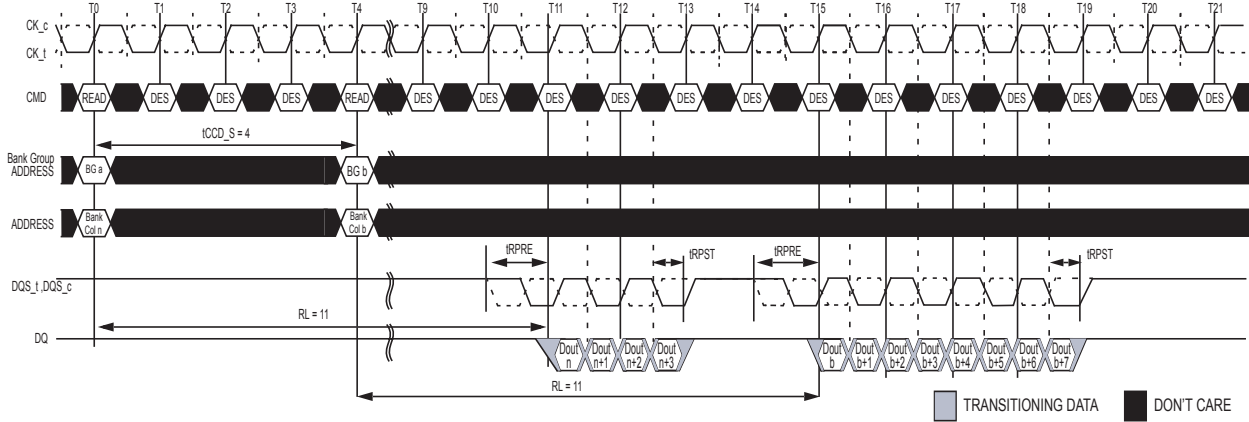 T0 T1 T2 T3 T4 T9 T10 T11 T12 T13 T14 T15 T16 T17 T18 T19 T20 T21
CK_c
CK_t
CMD READ DES DES DES READ DES DES DES DES DES DES DES DES DES DES DES DES DES
tCCD_S = 4
Bank Group
ADDRESS BG a BG b
ADDRESS Bank Col n Bank Col b
tRPRE tRPST tRPRE tRPST
DQS_t ,DQS_c
RL = 11
DQ Dout n Dout n+1 Dout n+2 Dout n+3 Dout b Dout b+1 Dout b+2 Dout b+3 Dout b+4 Dout b+5 Dout b+6 Dout b+7
RL = 11
TRANSITIONING DATA DON'T CARE